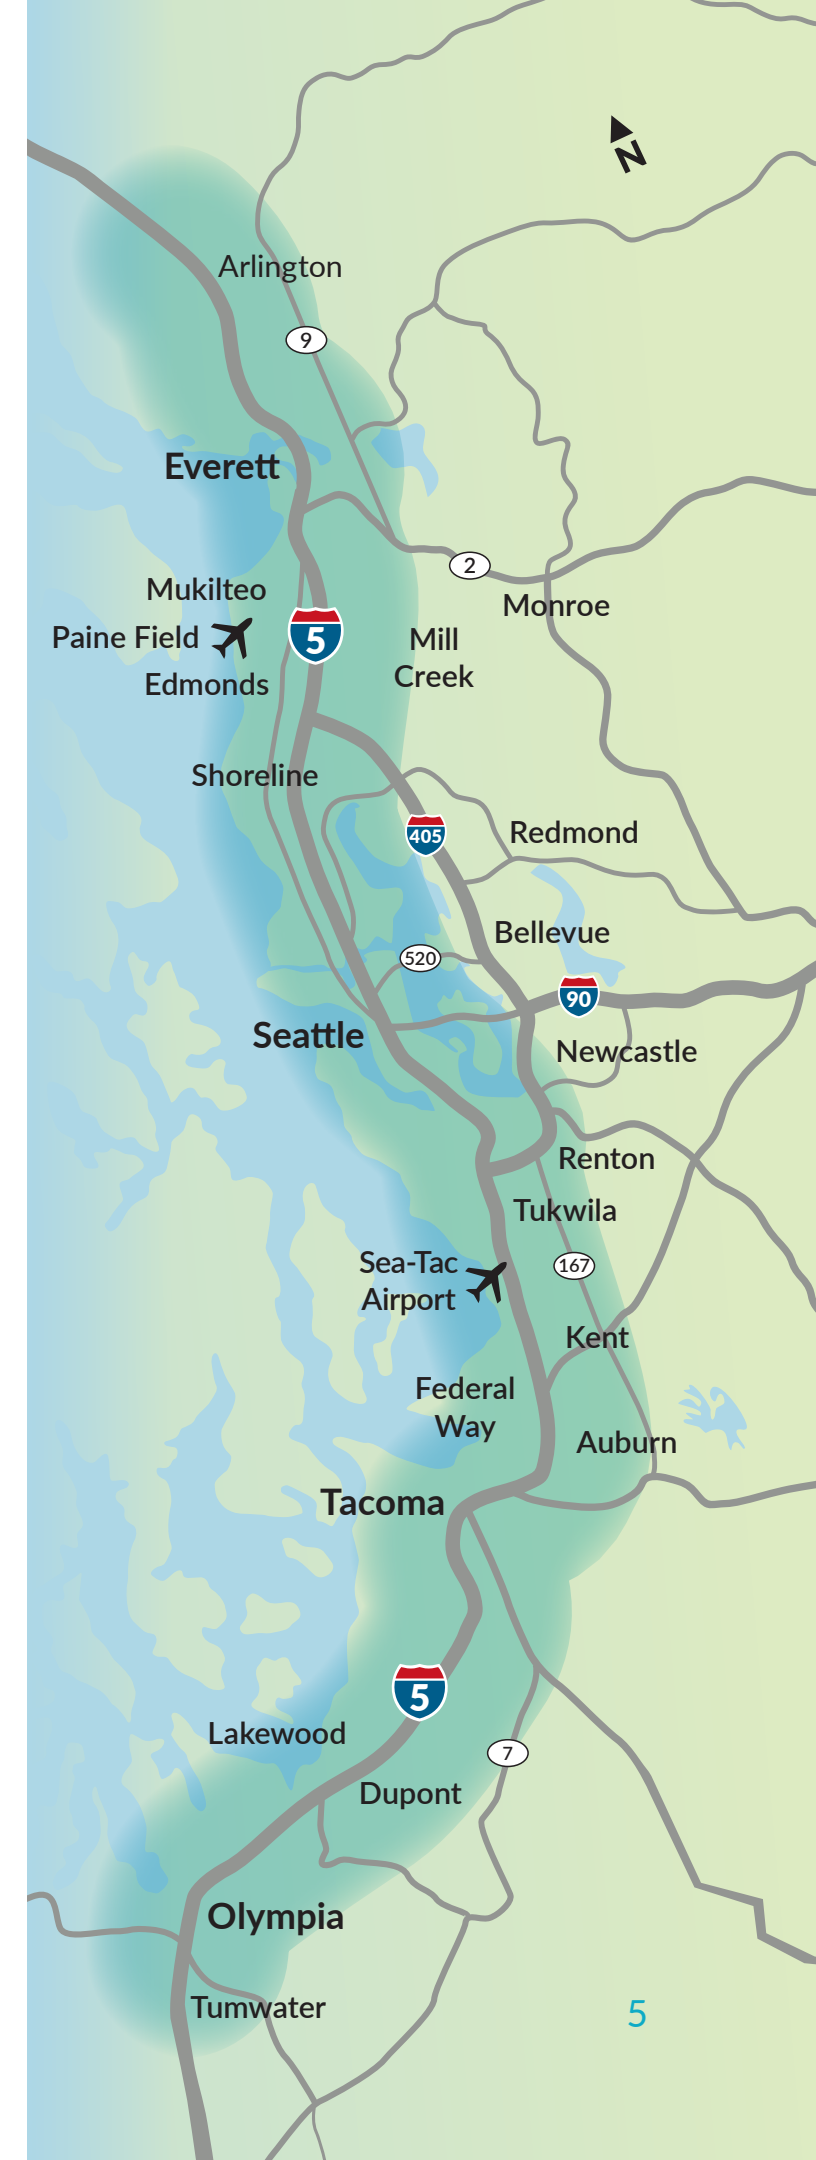 N
Arlington
9
Everett
2
Mukilteo
Monroe
Paine Field
5
Mill
Creek
Edmonds
Shoreline
405
Redmond
Bellevue
520
90
Seattle
Newcastle
Renton
Tukwila
Sea-Tac
Airport
167
Kent
Federal
Way
Auburn
Tacoma
5
Lakewood
7
Dupont
Olympia
Tumwater
5